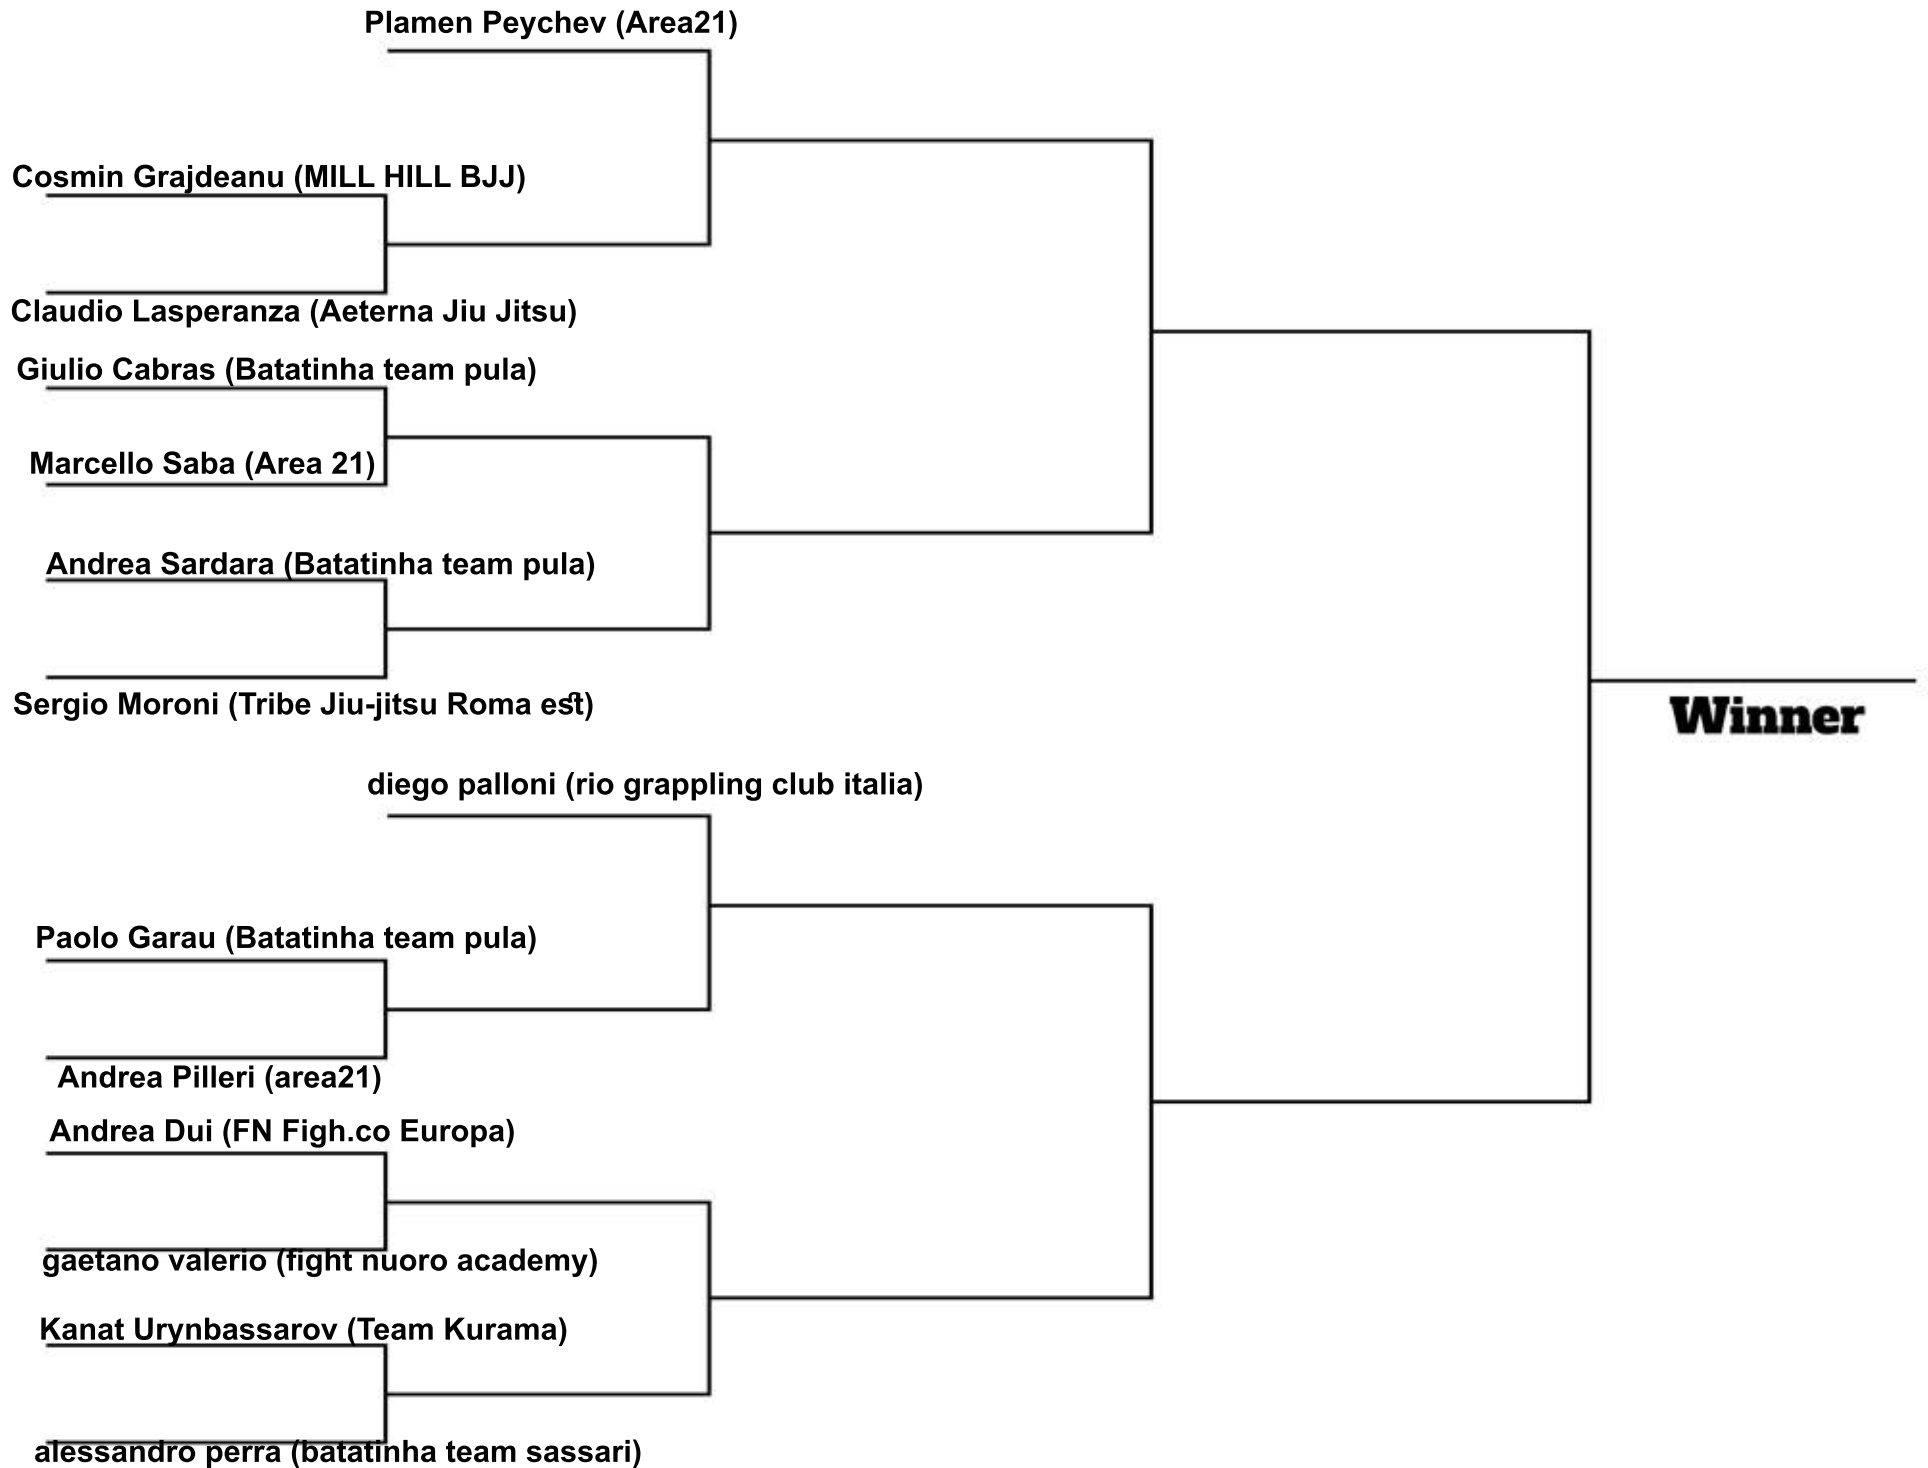 Plamen Peychev (Area21)
Cosmin Grajdeanu (MILL HILL BJJ)
Claudio Lasperanza (Aeterna Jiu Jitsu)
Giulio Cabras (Batatinha team pula)
Marcello Saba (Area 21)
Andrea Sardara (Batatinha team pula)
Sergio Moroni (Tribe Jiu-jitsu Roma est)
Winner
diego palloni (rio grappling club italia)
Paolo Garau (Batatinha team pula)
Andrea Pilleri (area21)
Andrea Dui (FN Figh.co Europa)
gaetano valerio (fight nuoro academy)
Kanat Urynbassarov (Team Kurama)
alessandro perra (batatinha team sassari)